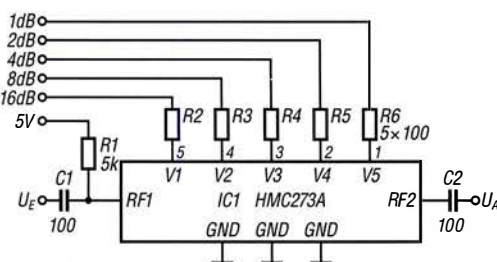 1dB
2dB
4dB
8dB
16dB
5V
R1
5k
R2 R3 R4 R5 R6
5×100
5 4 3 2 1
V1 V2 V3 V4 V5
C1
100
U_E
RF1 IC1 HMC273A RF2
GND GND GND
C2
100
U_A